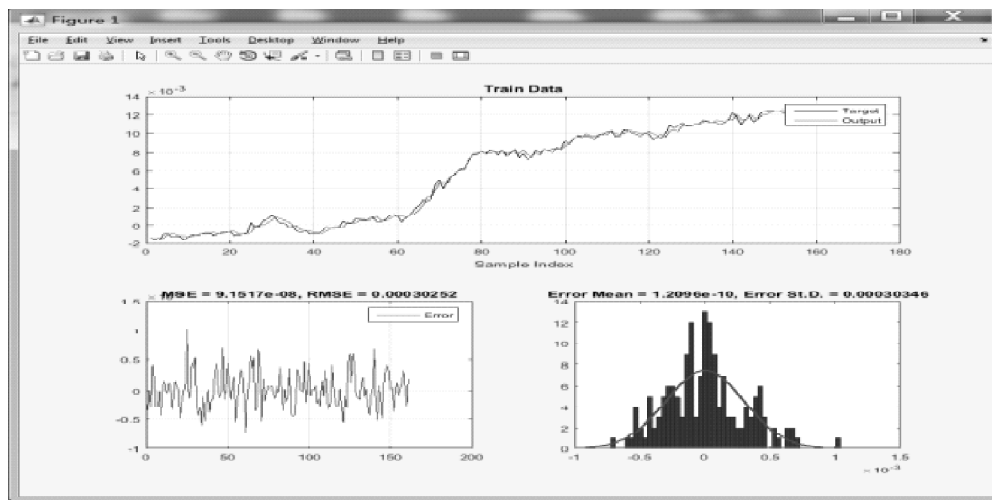 Figure 1
File Edit View Insert Tools Desktop Window Help
Train Data
× 10⁻³
14
12
10
8
6
4
2
0
-2
Target
Output
0 20 40 60 80 100 120 140 160 180
Sample Index
MSE = 9.1517e-08, RMSE = 0.00030252
1.5
1
0.5
0
-0.5
-1
Error
0 50 100 150 200
Error Mean = 1.2096e-10, Error St.D. = 0.00030346
14
12
10
8
6
4
2
0
-1 -0.5 0 0.5 1 1.5
× 10⁻³